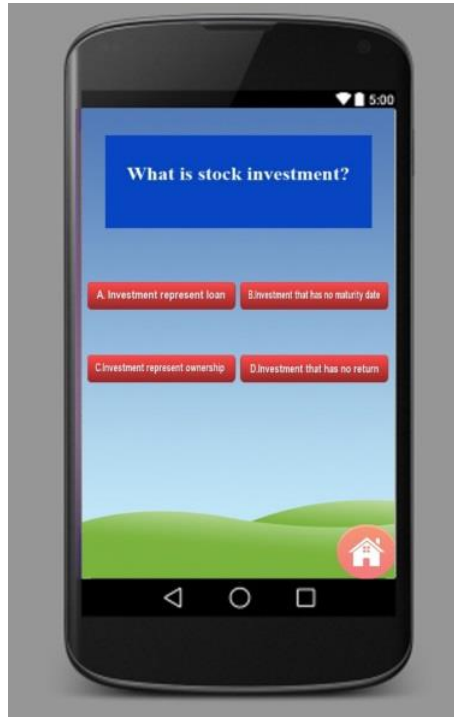 5:00
What is stock investment?
A. Investment represent loan
B.Investment that has no maturity date
C.Investment represent ownership
D.Investment that has no return